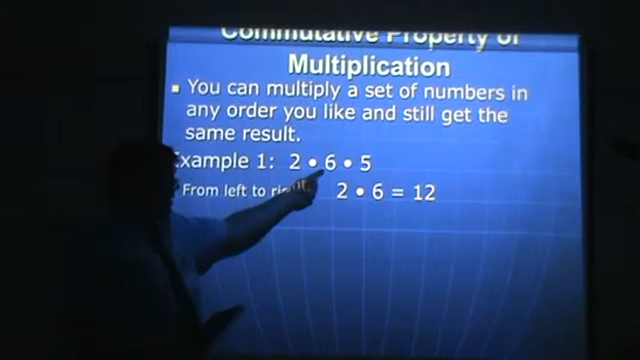 Commutative Property of
Multiplication
You can multiply a set of numbers in
any order you like and still get the
same result.
Example 1: 2 • 6 • 5
From left to right. 2 • 6 = 12